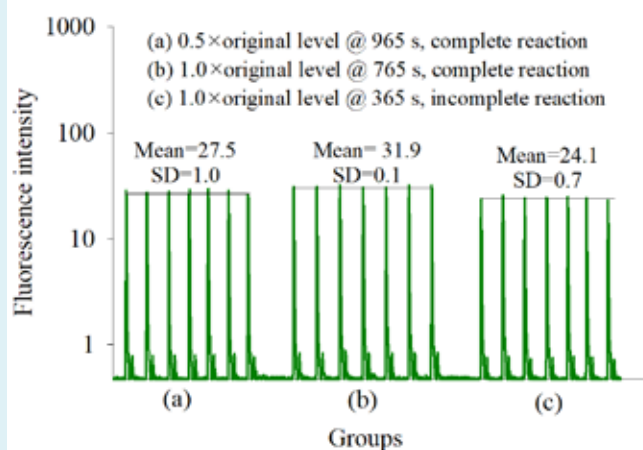 1000
(a) 0.5×original level @ 965 s, complete reaction
(b) 1.0×original level @ 765 s, complete reaction
(c) 1.0×original level @ 365 s, incomplete reaction
100
Mean=27.5
SD=1.0
Mean= 31.9
SD=0.1
Mean=24.1
SD=0.7
10
1
Fluorescence intensity
(a)
(b)
(c)
Groups